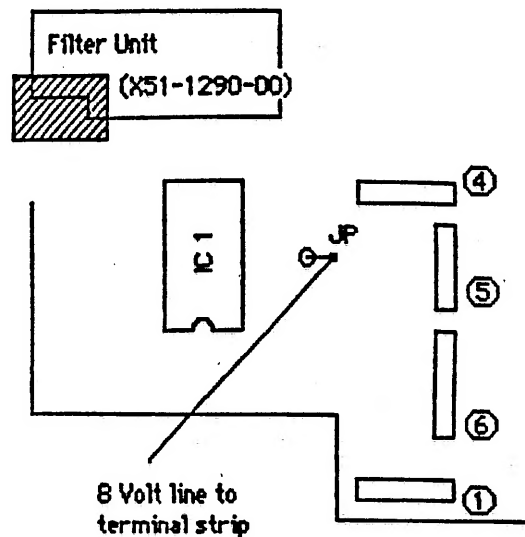 Filter Unit
(X51-1290-00)
4
IC 1
JP
5
6
8 Volt line to
terminal strip
1